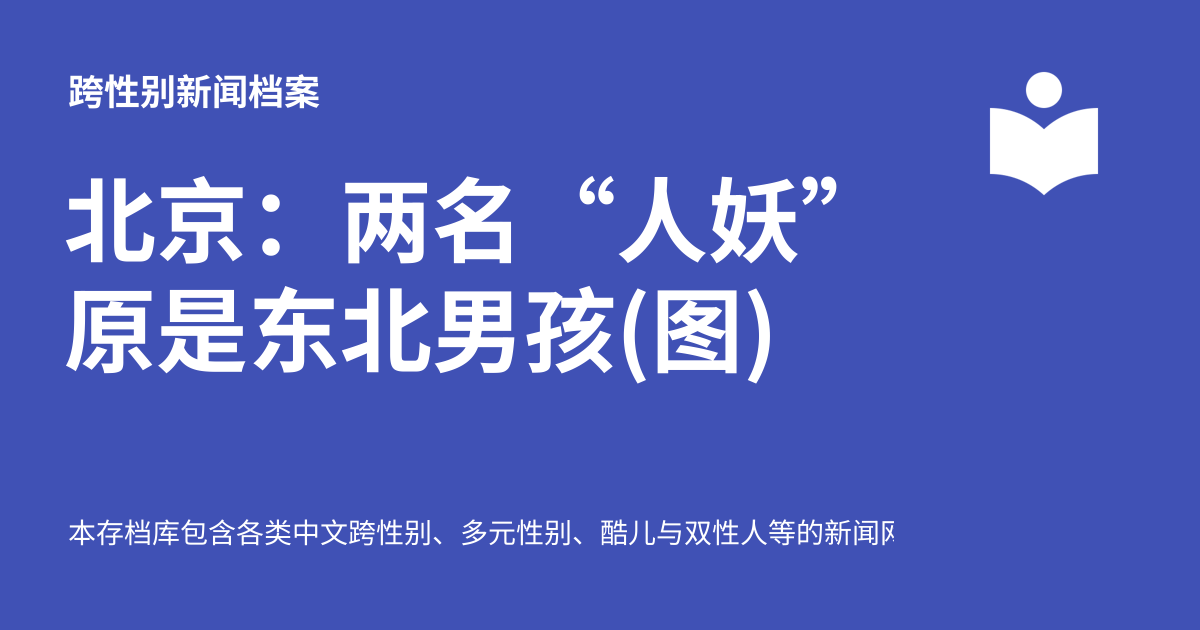 跨性别新闻档案
北京：两名“人妖”
原是东北男孩(图)
本存档库包含各类中文跨性别、多元性别、酷儿与双性人等的新闻